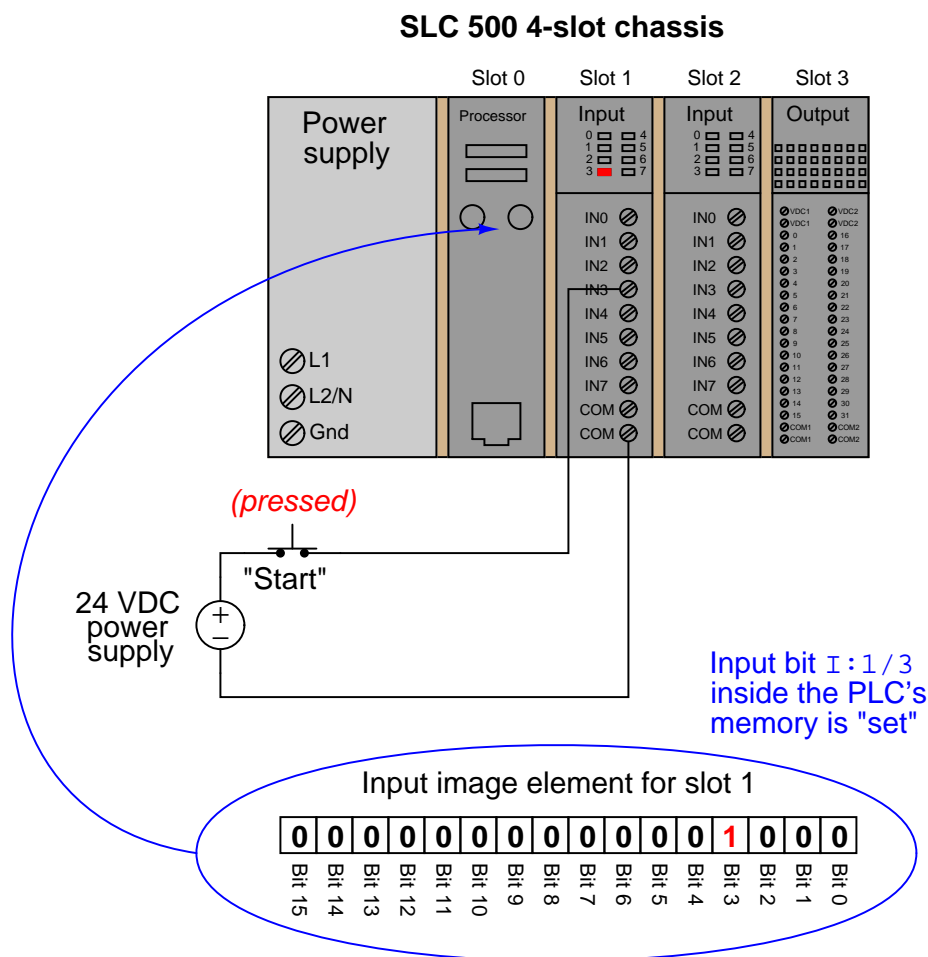 SLC 500 4-slot chassis
Slot 0 Slot 1 Slot 2 Slot 3
Power
supply
Processor
Input
Input
Output
0 4
1 5
2 6
3 7
0 4
1 5
2 6
3 7
L1
L2/N
Gnd
IN0
IN1
IN2
IN3
IN4
IN5
IN6
IN7
COM
COM
IN0
IN1
IN2
IN3
IN4
IN5
IN6
IN7
COM
COM
VDC1 VDC2
VDC1 VDC2
0 16
1 17
2 18
3 19
4 20
5 21
6 22
7 23
8 24
9 25
10 26
11 27
12 28
13 29
14 30
15 31
COM1 COM2
COM1 COM2
(pressed)
"Start"
24 VDC
power
supply
+
−
Input bit I:1/3
inside the PLC's
memory is "set"
Input image element for slot 1
0 0 0 0 0 0 0 0 0 0 0 0 1 0 0 0
Bit 15 Bit 14 Bit 13 Bit 12 Bit 11 Bit 10 Bit 9 Bit 8 Bit 7 Bit 6 Bit 5 Bit 4 Bit 3 Bit 2 Bit 1 Bit 0